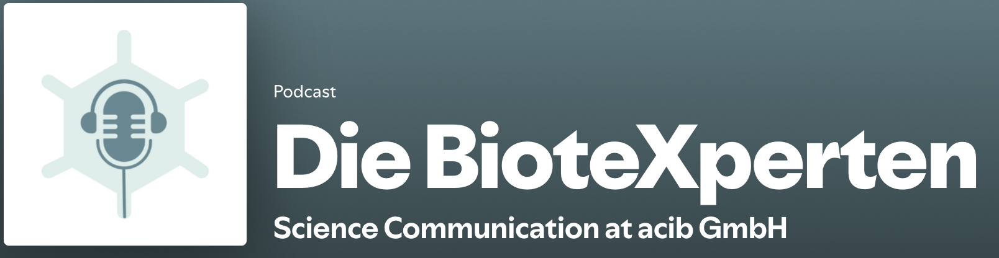 Podcast
Die BioteXperten
Science Communication at acib GmbH